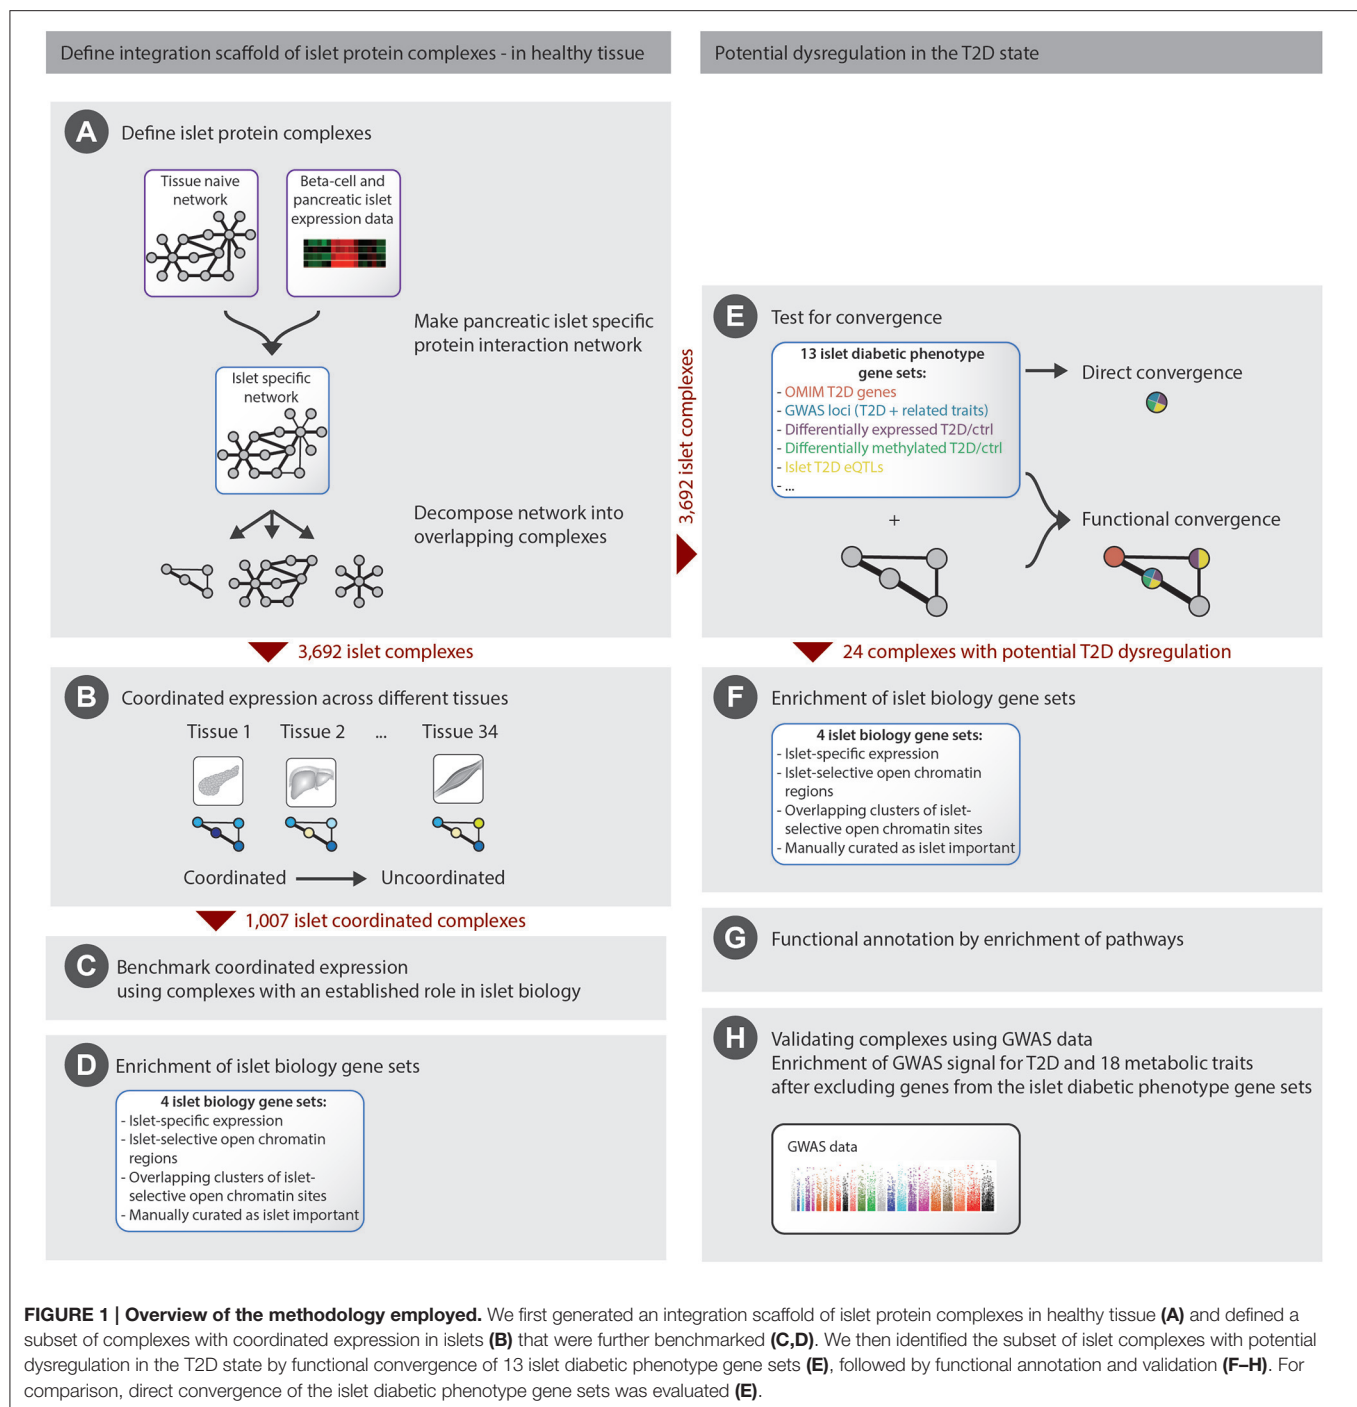 Define integration scaffold of islet protein complexes - in healthy tissue
Potential dysregulation in the T2D state
A
Define islet protein complexes
Tissue naive
network
Beta-cell and
pancreatic islet
expression data
Make pancreatic islet specific
protein interaction network
Islet specific
network
Decompose network into
overlapping complexes
3,692 islet complexes
3,692 islet complexes
B
Coordinated expression across different tissues
Tissue 1
Tissue 2
...
Tissue 34
Coordinated
Uncoordinated
1,007 islet coordinated complexes
C
Benchmark coordinated expression
using complexes with an established role in islet biology
D
Enrichment of islet biology gene sets
4 islet biology gene sets:
- Islet-specific expression
- Islet-selective open chromatin
regions
- Overlapping clusters of islet-
selective open chromatin sites
- Manually curated as islet important
E
Test for convergence
13 islet diabetic phenotype
gene sets:
- OMIM T2D genes
- GWAS loci (T2D + related traits)
- Differentially expressed T2D/ctrl
- Differentially methylated T2D/ctrl
- Islet T2D eQTLs
- ...
Direct convergence
+
Functional convergence
24 complexes with potential T2D dysregulation
F
Enrichment of islet biology gene sets
4 islet biology gene sets:
- Islet-specific expression
- Islet-selective open chromatin
regions
- Overlapping clusters of islet-
selective open chromatin sites
- Manually curated as islet important
G
Functional annotation by enrichment of pathways
H
Validating complexes using GWAS data
Enrichment of GWAS signal for T2D and 18 metabolic traits
after excluding genes from the islet diabetic phenotype gene sets
GWAS data
FIGURE 1 | Overview of the methodology employed. We first generated an integration scaffold of islet protein complexes in healthy tissue (A) and defined a
subset of complexes with coordinated expression in islets (B) that were further benchmarked (C,D). We then identified the subset of islet complexes with potential
dysregulation in the T2D state by functional convergence of 13 islet diabetic phenotype gene sets (E), followed by functional annotation and validation (F–H). For
comparison, direct convergence of the islet diabetic phenotype gene sets was evaluated (E).